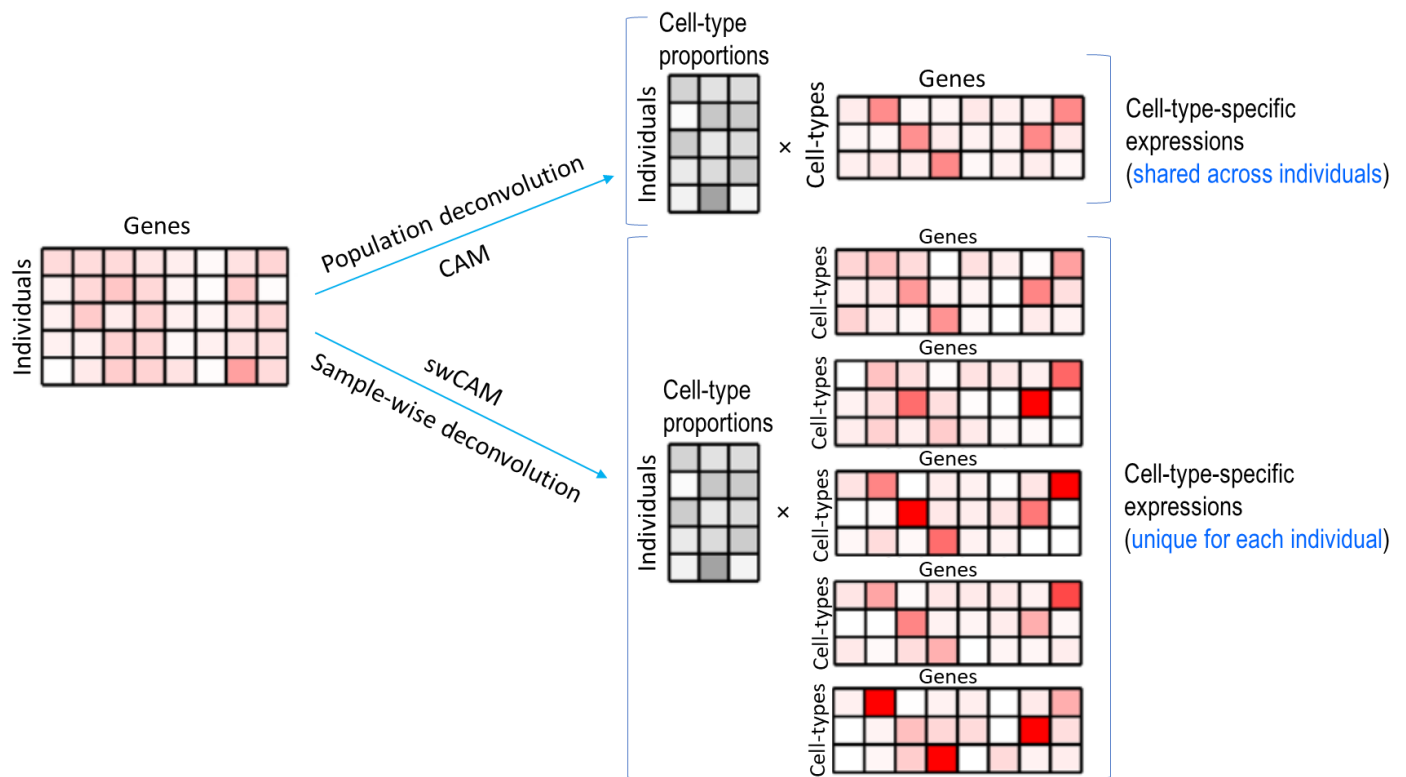 Genes
Individuals
Population deconvolution
CAM
swCAM
Sample-wise deconvolution
Cell-type
proportions
Individuals
×
Genes
Cell-types
Cell-type-specific
expressions
(shared across individuals)
Cell-type
proportions
Individuals
×
Genes
Cell-types
Genes
Cell-types
Genes
Cell-types
Genes
Cell-types
Genes
Cell-types
Cell-type-specific
expressions
(unique for each individual)